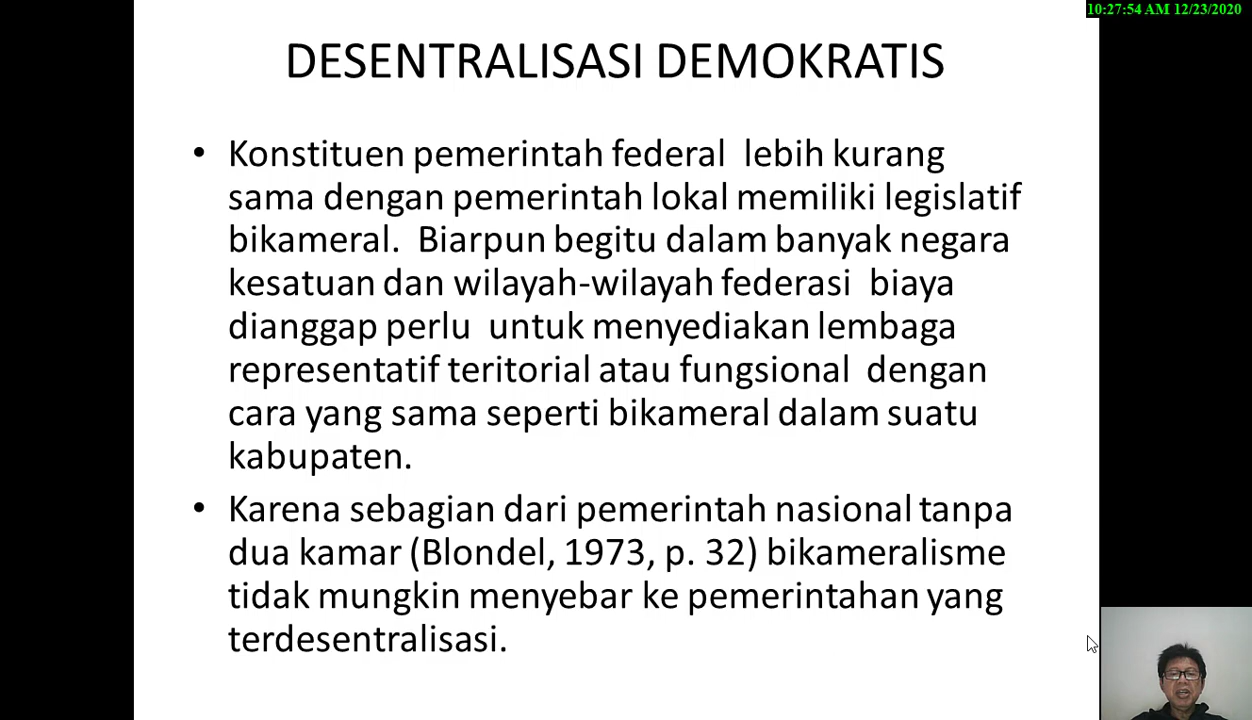 10:27:54 AM 12/23/2020
DESENTRALISASI DEMOKRATIS
• Konstituen pemerintah federal lebih kurang
sama dengan pemerintah lokal memiliki legislatif
bikameral. Biarpun begitu dalam banyak negara
kesatuan dan wilayah-wilayah federasi biaya
dianggap perlu untuk menyediakan lembaga
representatif teritorial atau fungsional dengan
cara yang sama seperti bikameral dalam suatu
kabupaten.
• Karena sebagian dari pemerintah nasional tanpa
dua kamar (Blondel, 1973, p. 32) bikameralisme
tidak mungkin menyebar ke pemerintahan yang
terdesentralisasi.